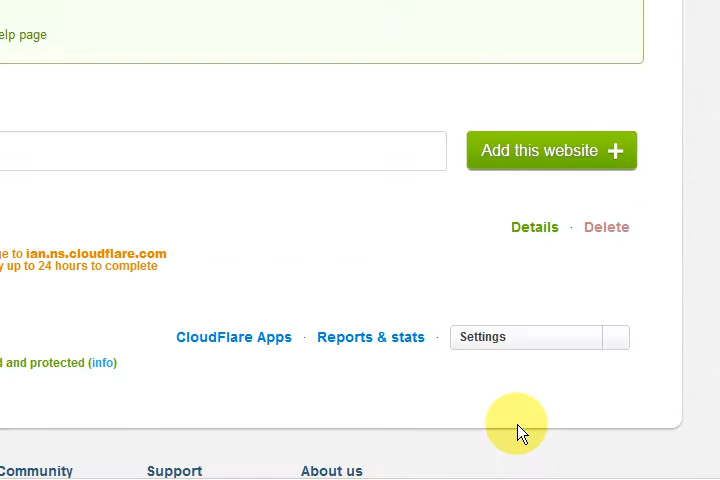 elp page
Add this website +
Details · Delete
ge to ian.ns.cloudflare.com
y up to 24 hours to complete
CloudFlare Apps · Reports & stats · Settings
d and protected (info)
Community Support About us